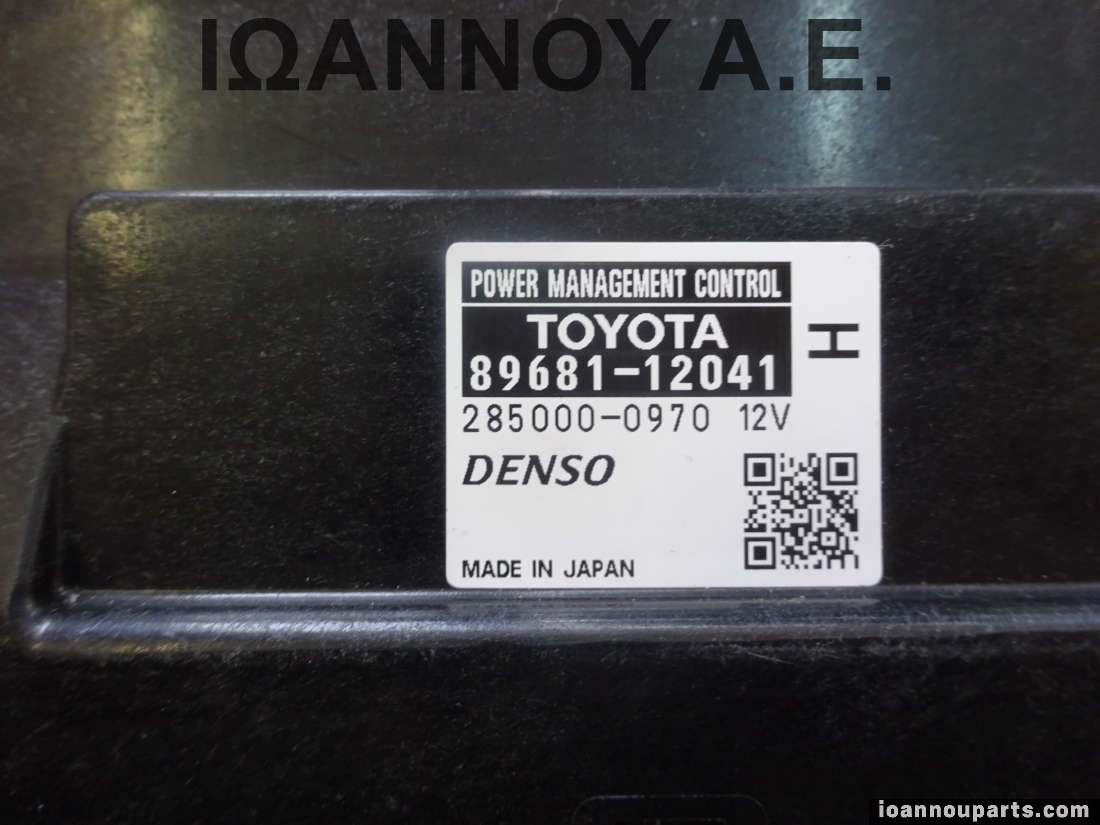 ΙΩΑΝΝΟΥ Α.Ε.
POWER MANAGEMENT CONTROL
TOYOTA
89681-12041
H
285000-0970 12V
DENSO
MADE IN JAPAN
ioannouparts.com